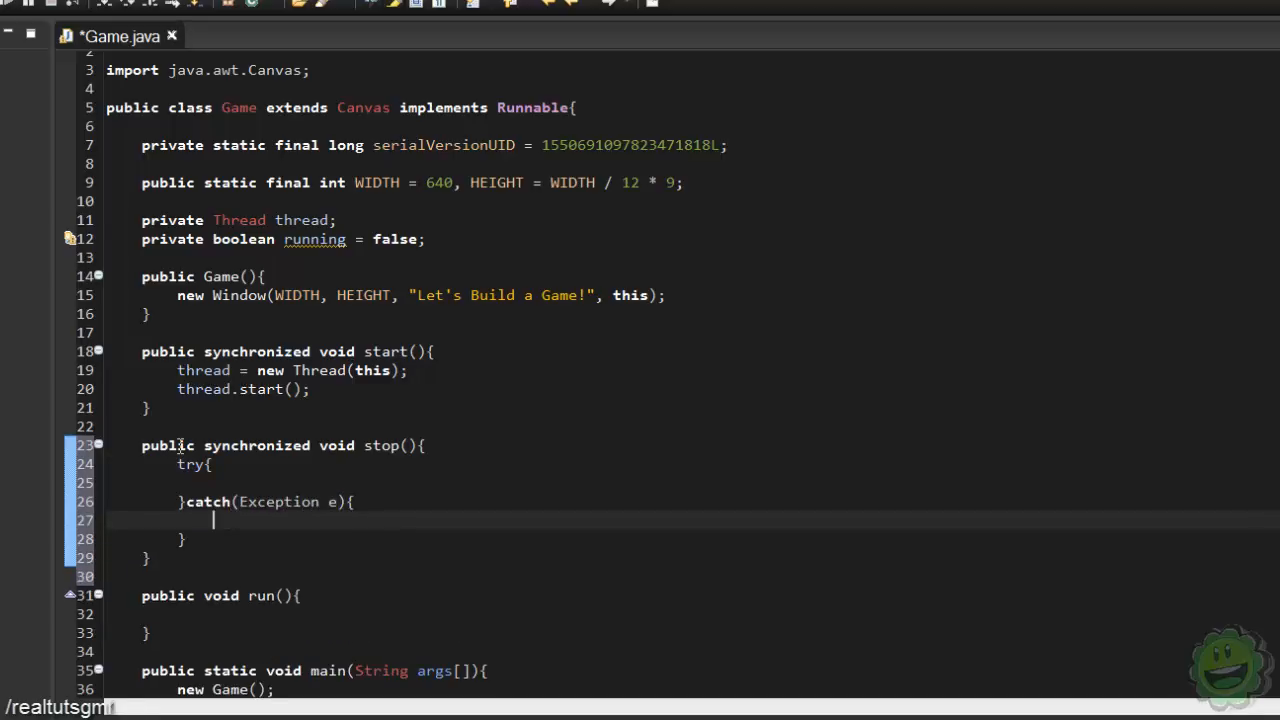 *Game.java
2
3 import java.awt.Canvas;
4
5 public class Game extends Canvas implements Runnable{
6
7 private static final long serialVersionUID = 1550691097823471818L;
8
9 public static final int WIDTH = 640, HEIGHT = WIDTH / 12 * 9;
10
11 private Thread thread;
12 private boolean running = false;
13
14 public Game(){
15 new Window(WIDTH, HEIGHT, "Let's Build a Game!", this);
16 }
17
18 public synchronized void start(){
19 thread = new Thread(this);
20 thread.start();
21 }
22
23 public synchronized void stop(){
24 try{
25
26 }catch(Exception e){
27
28 }
29 }
30
31 public void run(){
32
33 }
34
35 public static void main(String args[]){
36 new Game();
/realtutsgml